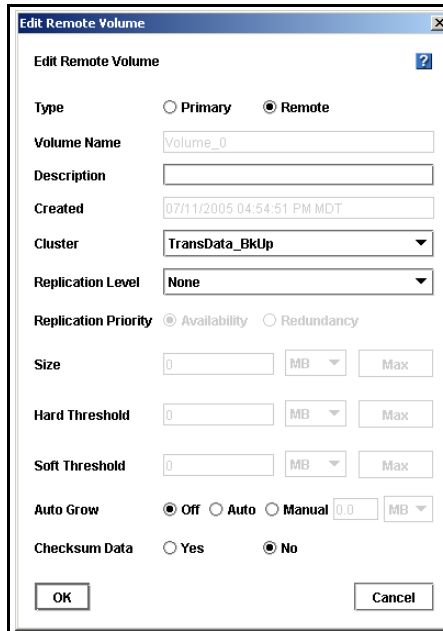 Edit Remote Volume
Edit Remote Volume ?
Type Primary Remote
Volume Name Volume_0
Description
Created 07/11/2005 04:54:51 PM MDT
Cluster TransData_BkUp
Replication Level None
Replication Priority Availability Redundancy
Size 0 MB Max
Hard Threshold 0 MB Max
Soft Threshold 0 MB Max
Auto Grow Off Auto Manual 0.0 MB
Checksum Data Yes No
OK Cancel